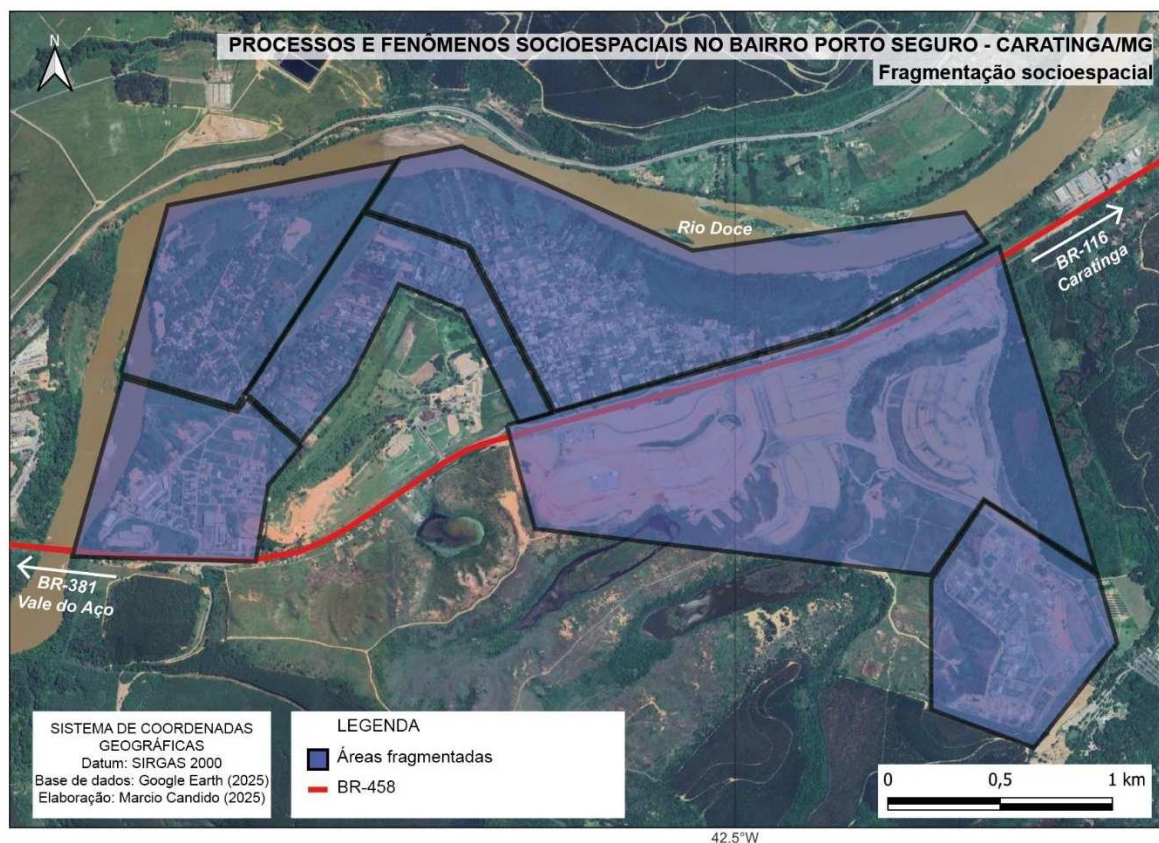 PROCESSOS E FENÔMENOS SOCIOESPACIAIS NO BAIRRO PORTO SEGURO - CARATINGA/MG
Fragmentação socioespacial
N
Rio Doce
BR-116
Caratinga
BR-381
Vale do Aço
SISTEMA DE COORDENADAS
GEOGRÁFICAS
Datum: SIRGAS 2000
Base de dados: Google Earth (2025)
Elaboração: Marcio Candido (2025)
LEGENDA
Áreas fragmentadas
BR-458
0 0,5 1 km
42.5°W